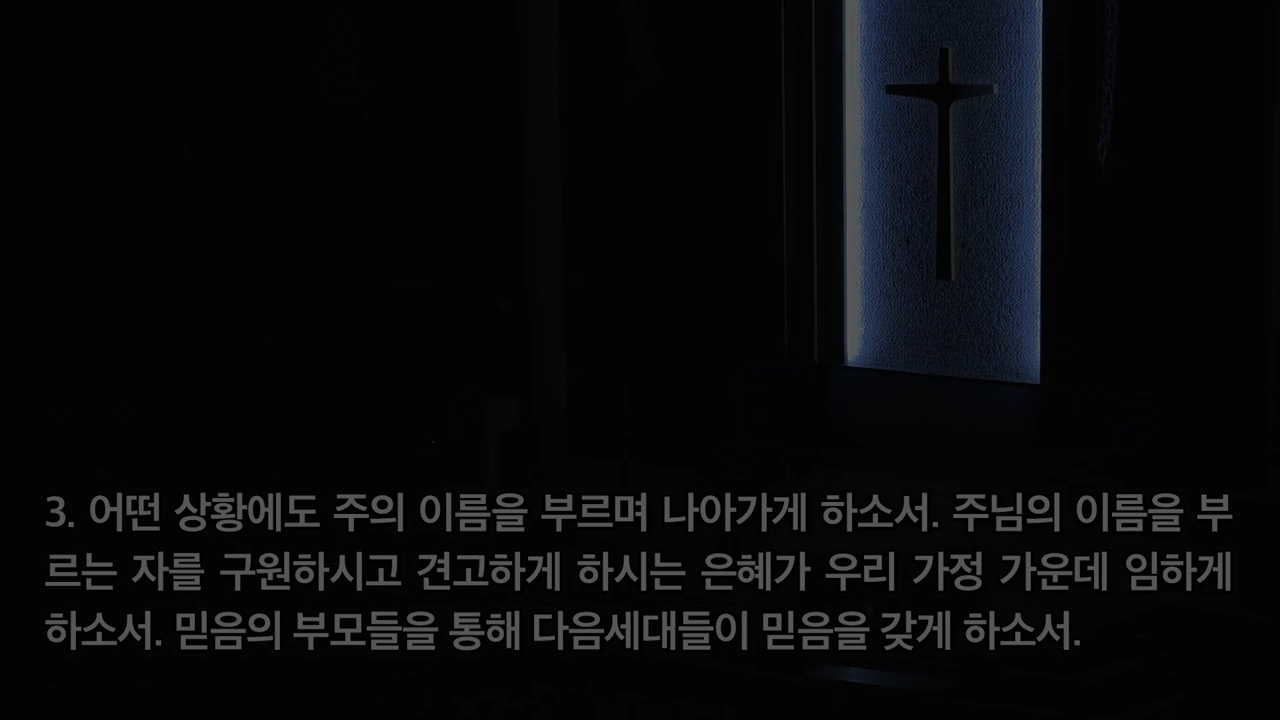 3. 어떤 상황에도 주의 이름을 부르며 나아가게 하소서. 주님의 이름을 부
르는 자를 구원하시고 견고하게 하시는 은혜가 우리 가정 가운데 임하게
하소서. 믿음의 부모들을 통해 다음세대들이 믿음을 갖게 하소서.